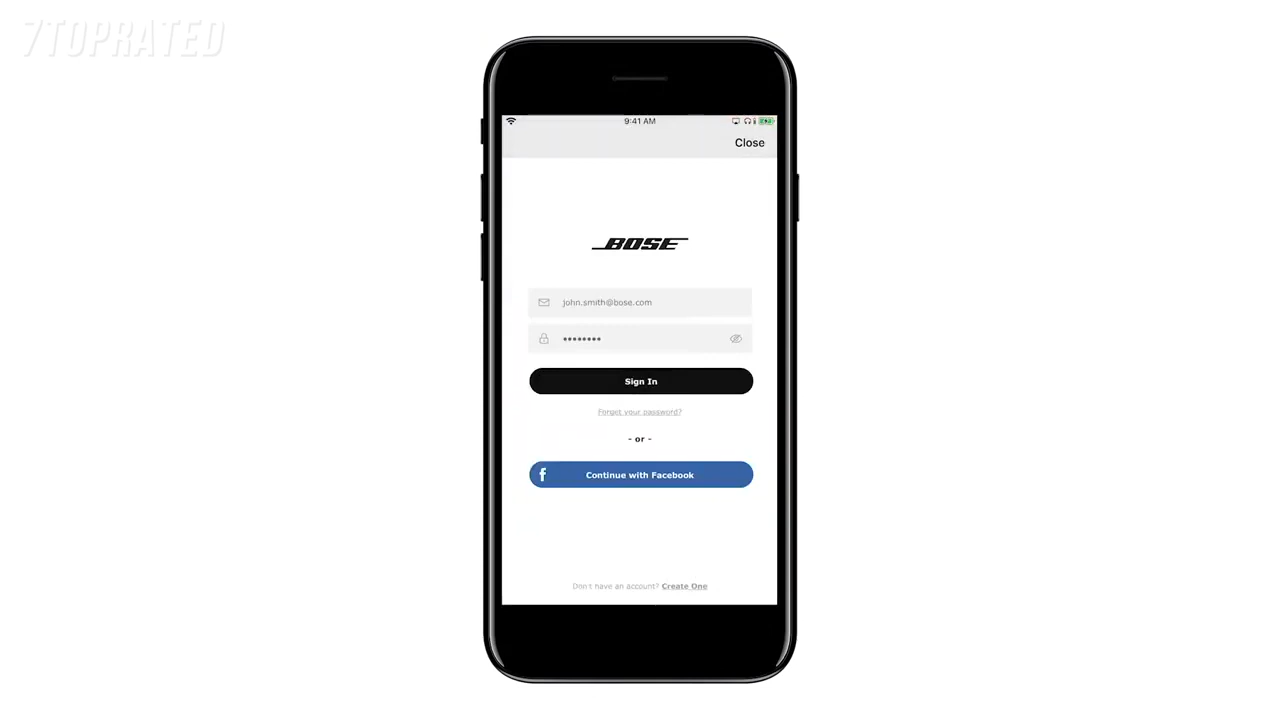 7TOPRATED
9:41 AM
Close
BOSE
john.smith@bose.com
••••••••
Sign In
Forgot your password?
- or -
f Continue with Facebook
Don't have an account? Create One